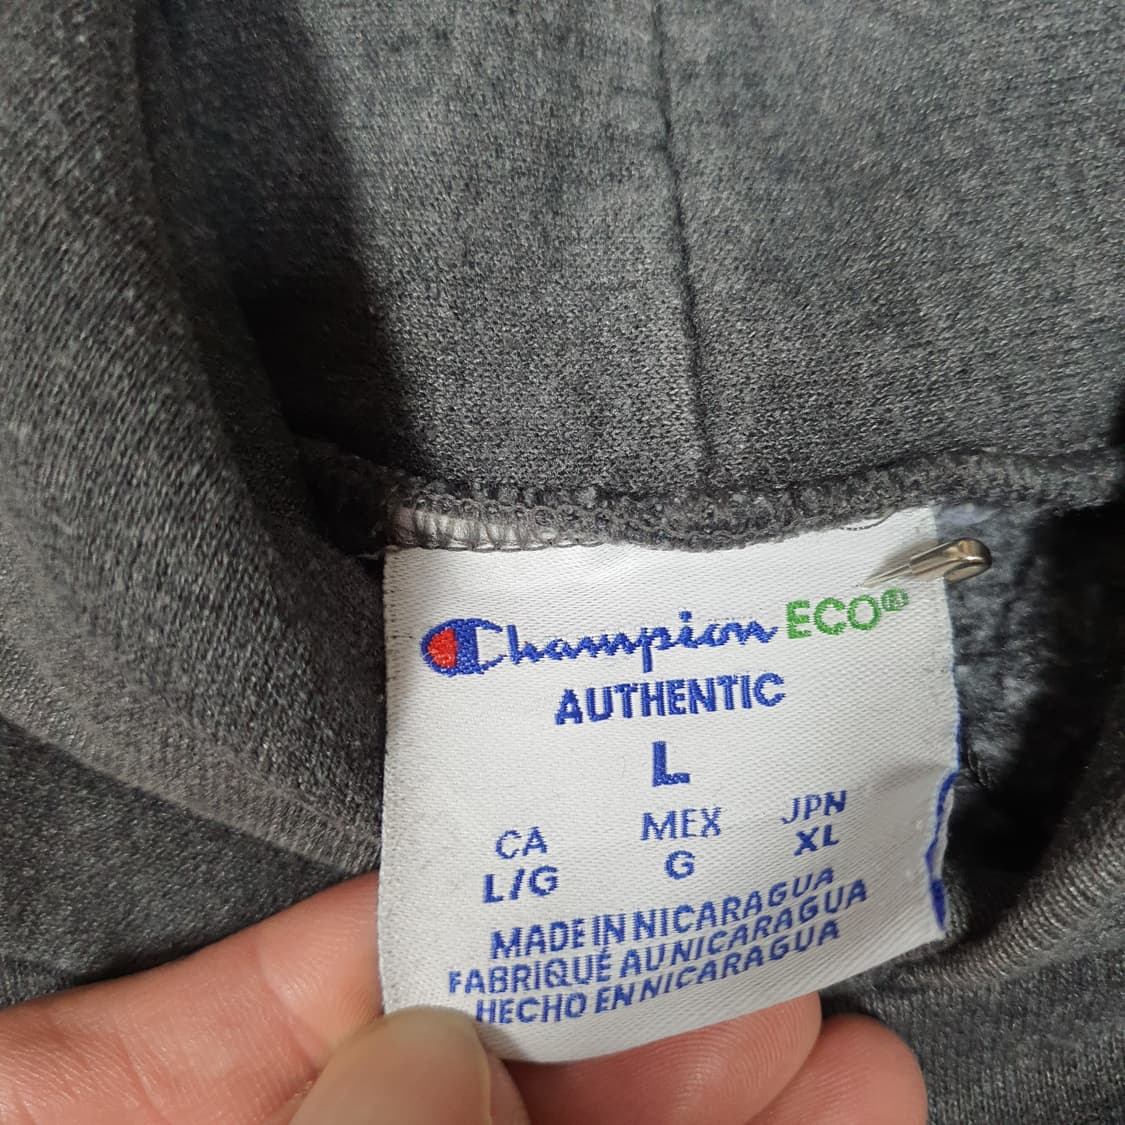 Champion ECO®
AUTHENTIC
L
CA MEX JPN
L/G G XL
MADE IN NICARAGUA
FABRIQUÉ AU NICARAGUA
HECHO EN NICARAGUA